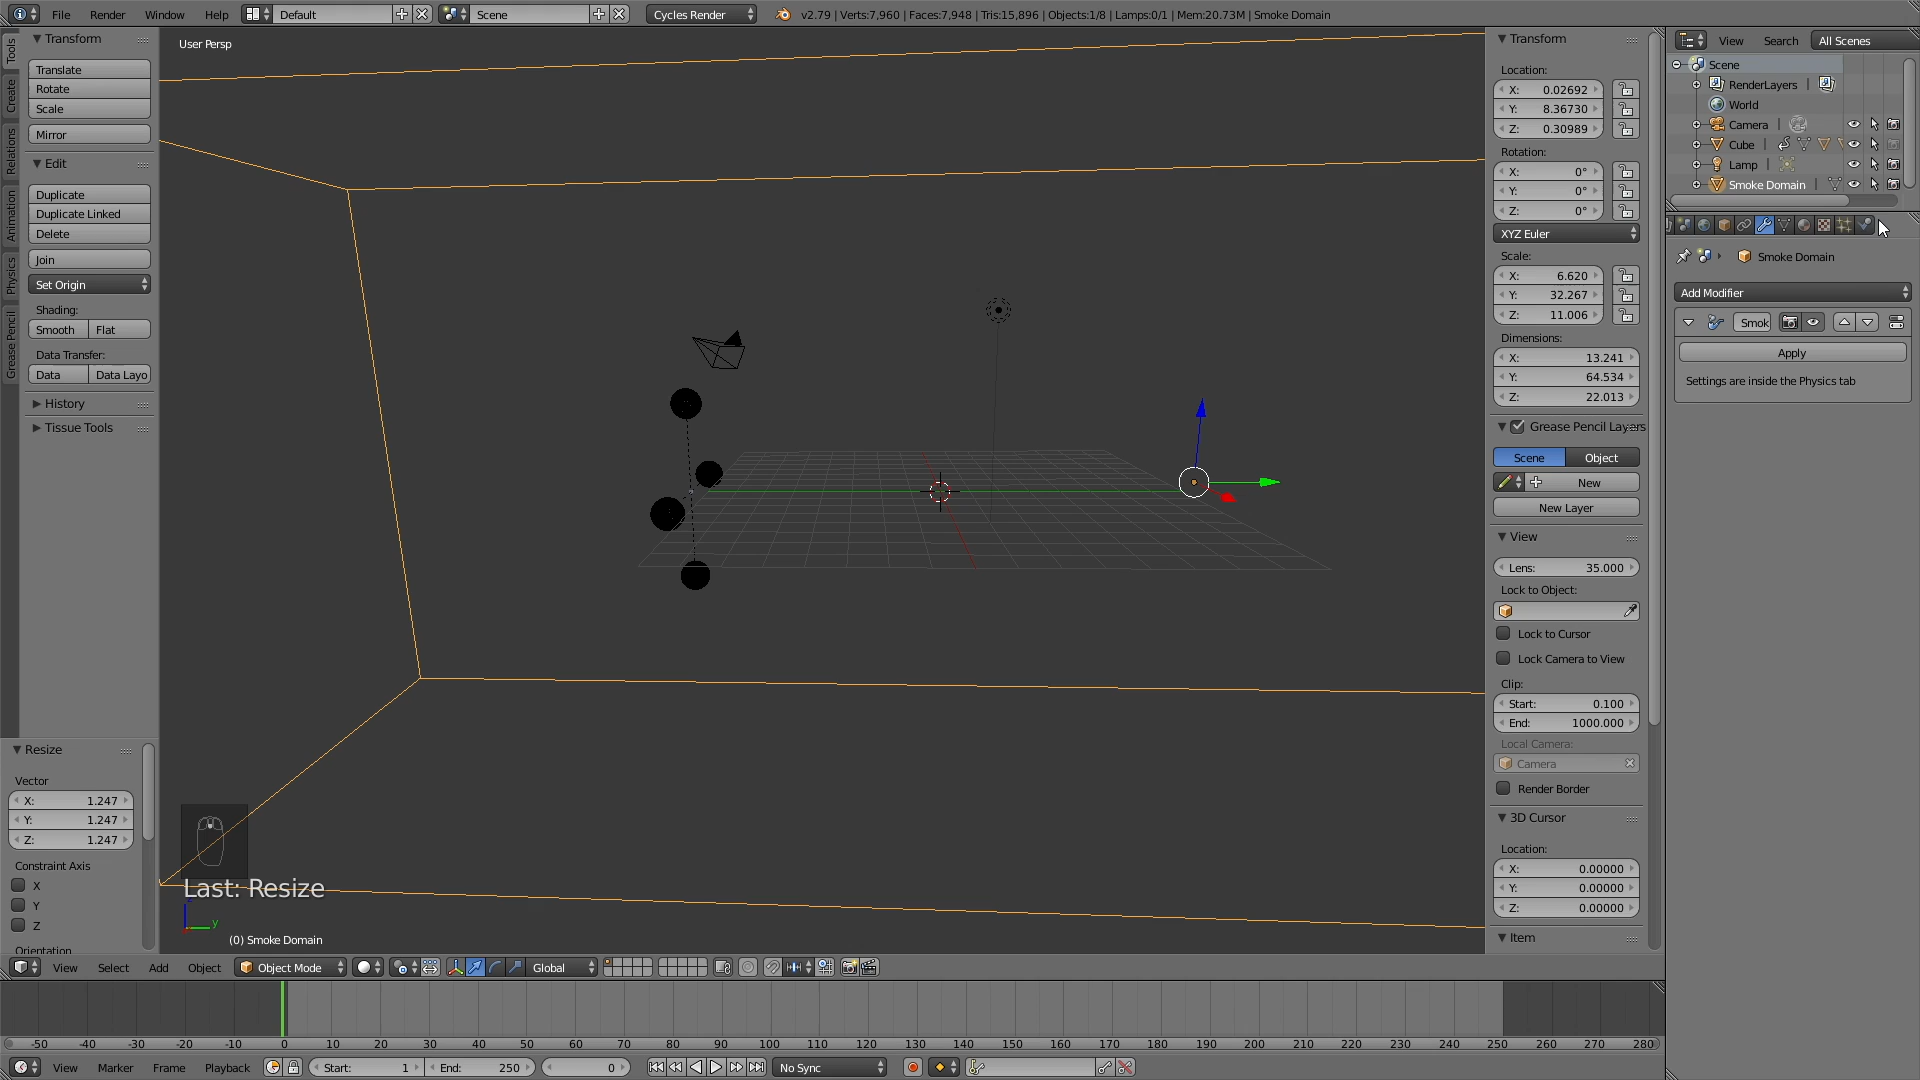 File Render Window Help Default Scene Cycles Render v2.79 | Verts:7,960 | Faces:7,948 | Tris:15,896 | Objects:1/8 | Lamps:0/1 | Mem:20.73M | Smoke Domain
Tools
Create
Relations
Animation
Physics
Grease Pencil
Transform
Translate
Rotate
Scale
Mirror
Edit
Duplicate
Duplicate Linked
Delete
Join
Set Origin
Shading:
Smooth Flat
Data Transfer:
Data Data Layo
History
Tissue Tools
Resize
Vector
X: 1.247
Y: 1.247
Z: 1.247
Constraint Axis
X
Y
Z
Orientation
User Persp
Last: Resize
y
(0) Smoke Domain
Transform
Location:
X: 0.02692
Y: 8.36730
Z: 0.30989
Rotation:
X: 0°
Y: 0°
Z: 0°
XYZ Euler
Scale:
X: 6.620
Y: 32.267
Z: 11.006
Dimensions:
X: 13.241
Y: 64.534
Z: 22.013
Grease Pencil Layers
Scene Object
New
New Layer
View
Lens: 35.000
Lock to Object:
Lock to Cursor
Lock Camera to View
Clip:
Start: 0.100
End: 1000.000
Local Camera:
Camera
Render Border
3D Cursor
Location:
X: 0.00000
Y: 0.00000
Z: 0.00000
Item
View Search All Scenes
Scene
RenderLayers |
World
Camera |
Cube |
Lamp |
Smoke Domain |
Smoke Domain
Add Modifier
Smok
Apply
Settings are inside the Physics tab
View Select Add Object Object Mode Global
-50 -40 -30 -20 -10 0 10 20 30 40 50 60 70 80 90 100 110 120 130 140 150 160 170 180 190 200 210 220 230 240 250 260 270 280
View Marker Frame Playback Start: 1 End: 250 0 No Sync